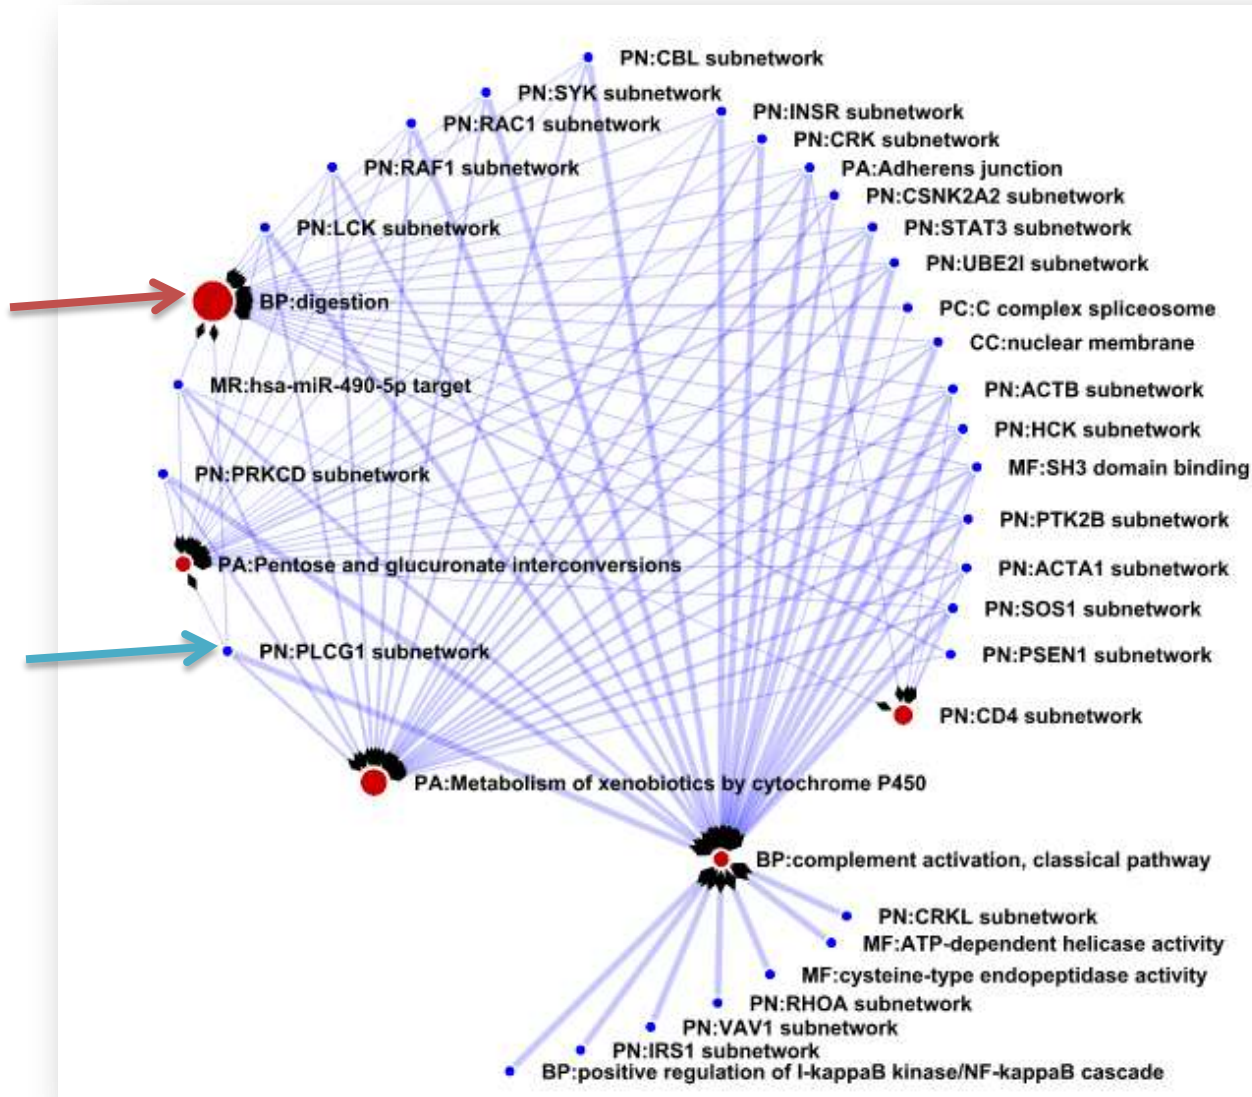 PN:CBL subnetwork
PN:SYK subnetwork
PN:INSR subnetwork
PN:RAC1 subnetwork
PN:CRK subnetwork
PN:RAF1 subnetwork
PA:Adherens junction
PN:CSNK2A2 subnetwork
PN:LCK subnetwork
PN:STAT3 subnetwork
PN:UBE2I subnetwork
BP:digestion
PC:C complex spliceosome
CC:nuclear membrane
MR:hsa-miR-490-5p target
PN:ACTB subnetwork
PN:HCK subnetwork
MF:SH3 domain binding
PN:PRKCD subnetwork
PN:PTK2B subnetwork
PA:Pentose and glucuronate interconversions
PN:ACTA1 subnetwork
PN:SOS1 subnetwork
PN:PLCG1 subnetwork
PN:PSEN1 subnetwork
PN:CD4 subnetwork
PA:Metabolism of xenobiotics by cytochrome P450
BP:complement activation, classical pathway
PN:CRKL subnetwork
MF:ATP-dependent helicase activity
MF:cysteine-type endopeptidase activity
PN:RHOA subnetwork
PN:VAV1 subnetwork
PN:IRS1 subnetwork
BP:positive regulation of I-kappaB kinase/NF-kappaB cascade